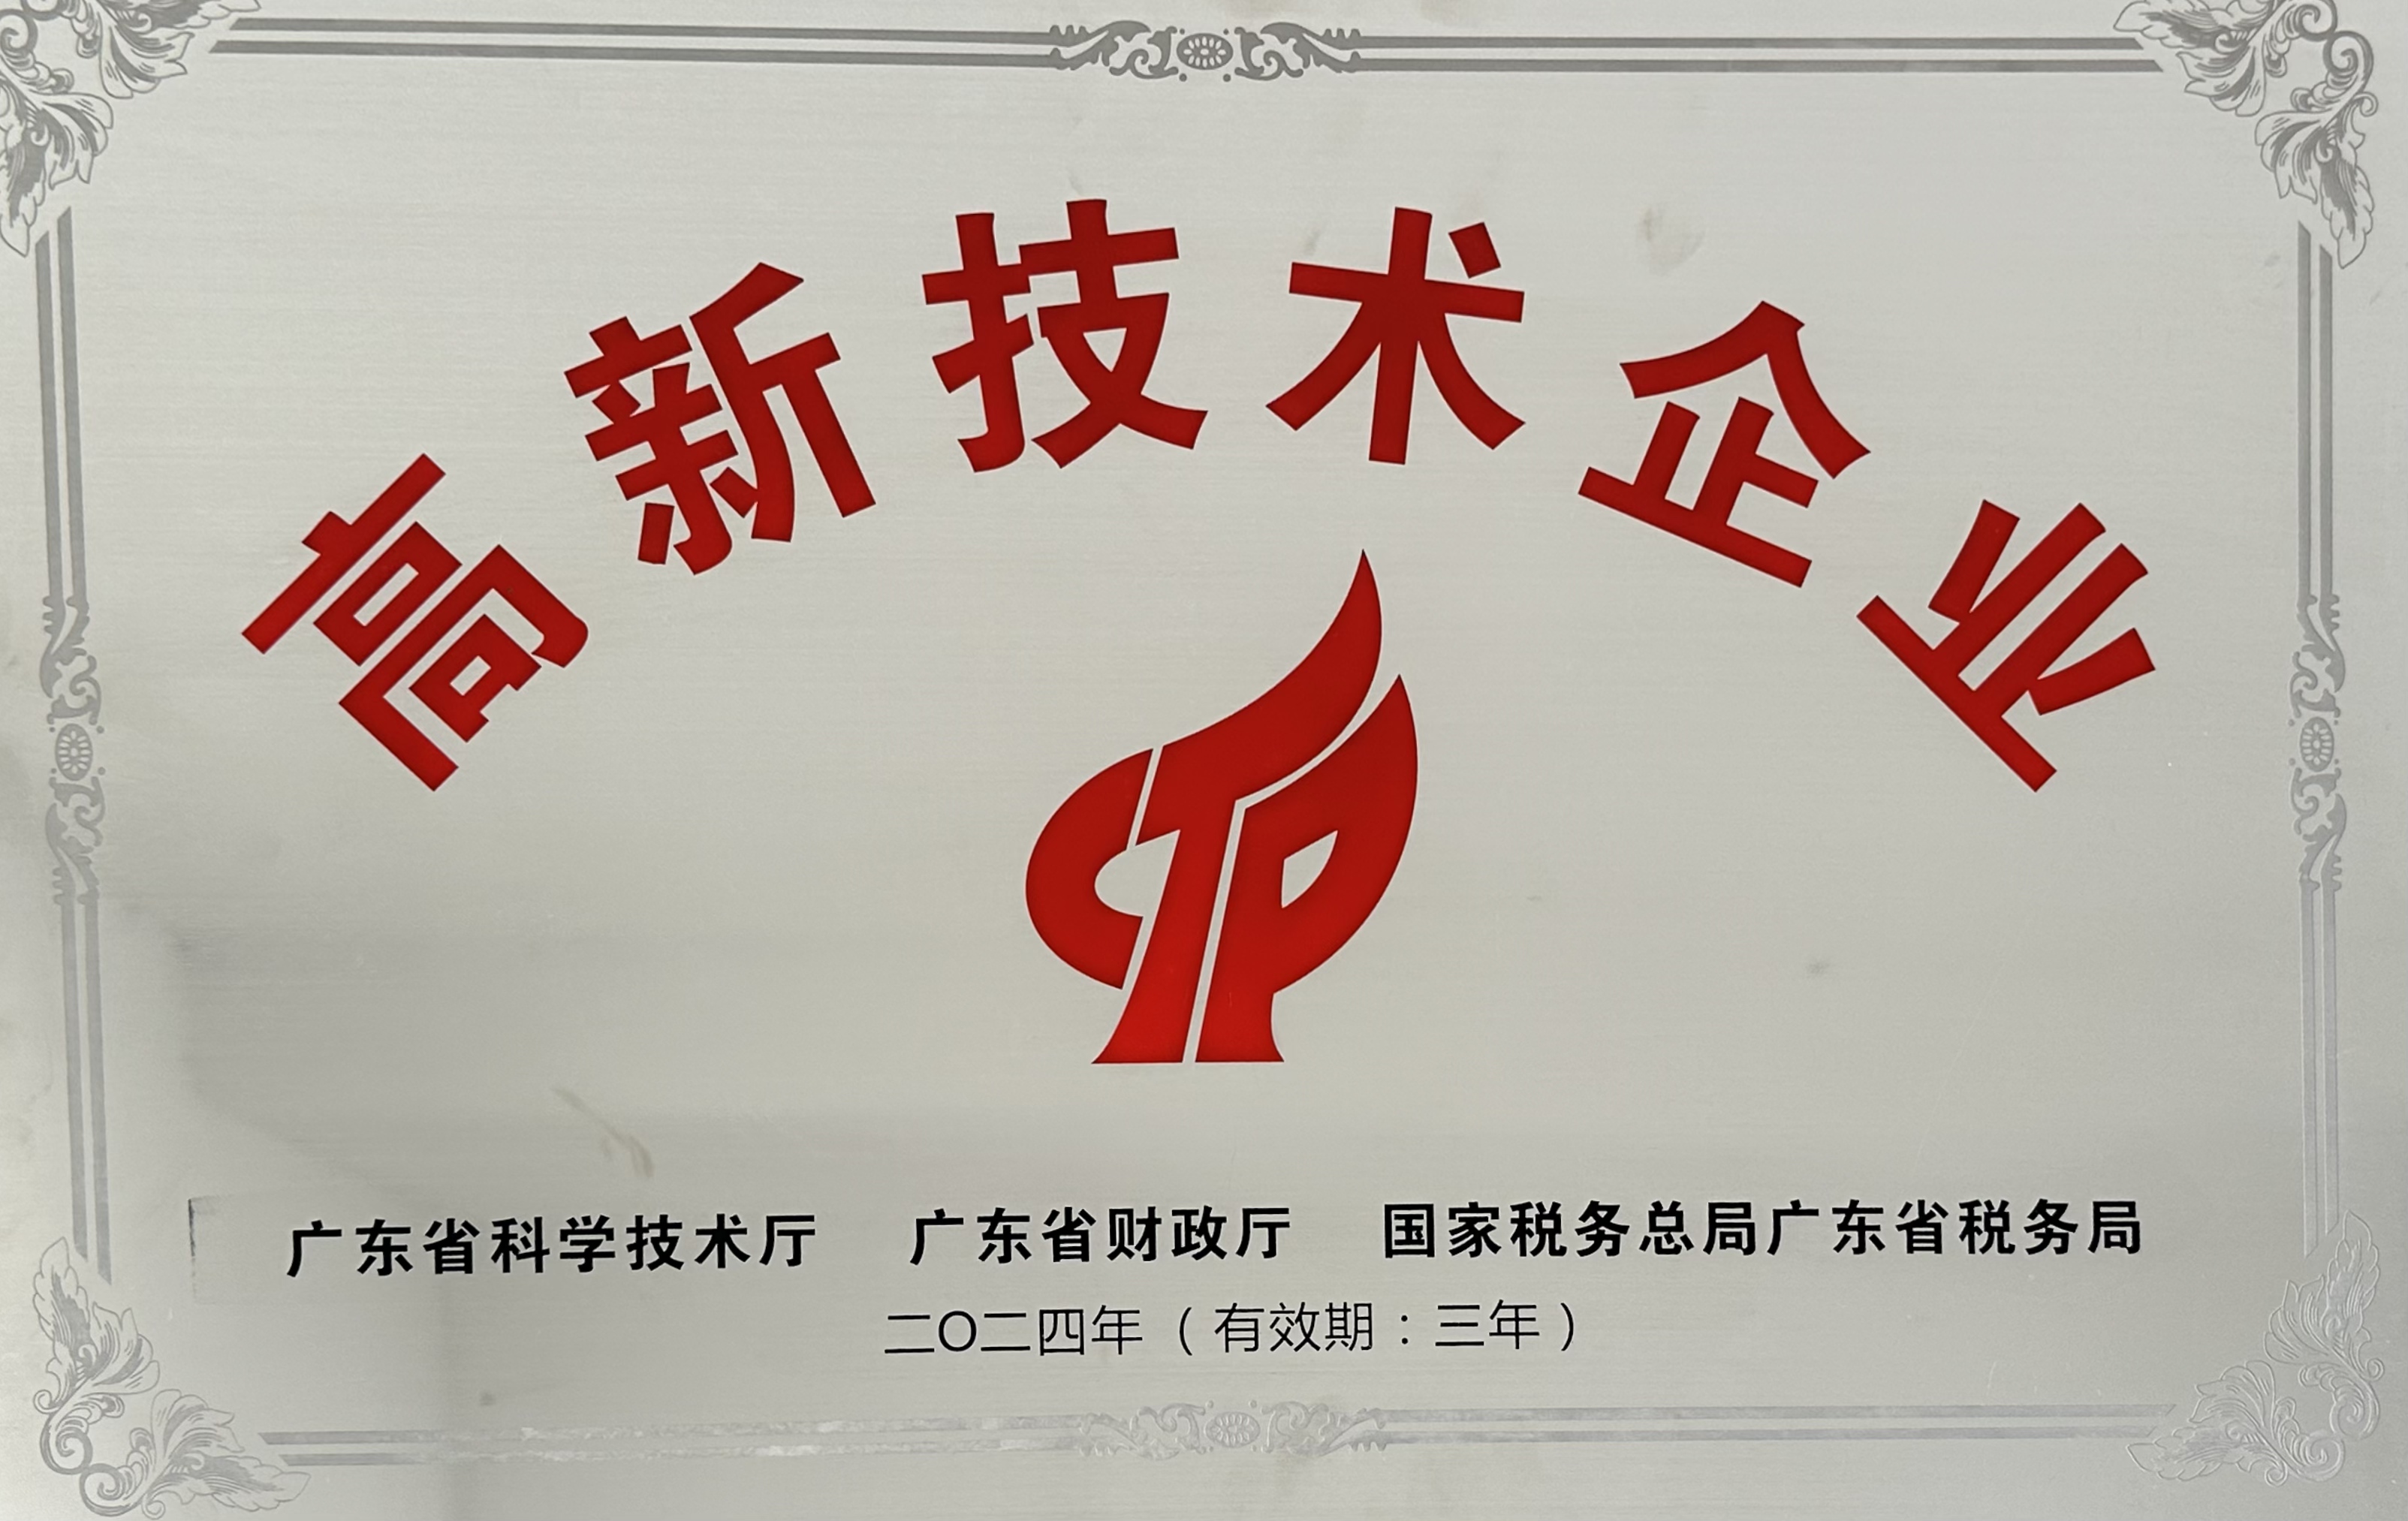 高新技术企业
广东省科学技术厅 广东省财政厅 国家税务总局广东省税务局
二〇二四年（有效期：三年）